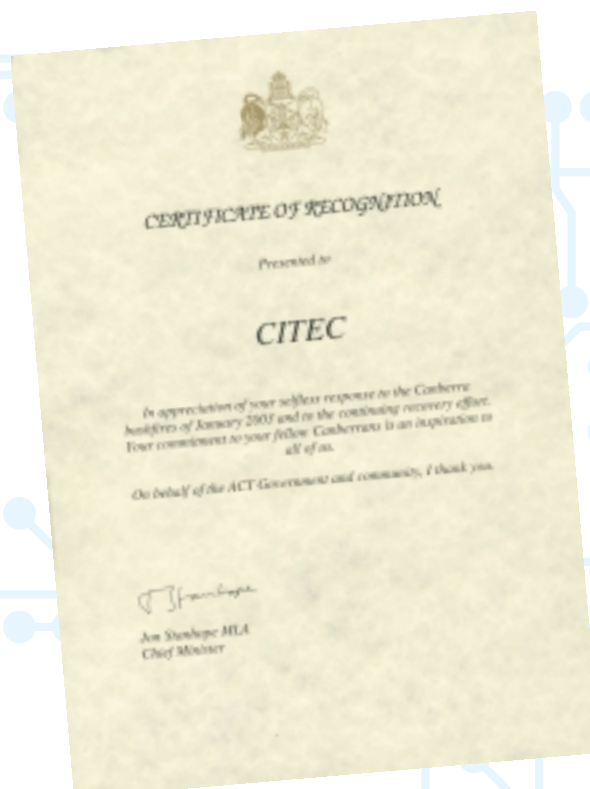 CERTIFICATE OF RECOGNITION
Presented to
CITEC
In appreciation of your selfless response to the Canberra
bushfires of January 2003 and to the continuing recovery effort.
Your commitment to your fellow Canberrans is an inspiration to
all of us.
On behalf of the ACT Government and community, I thank you.
J Stanhope
Jon Stanhope MLA
Chief Minister